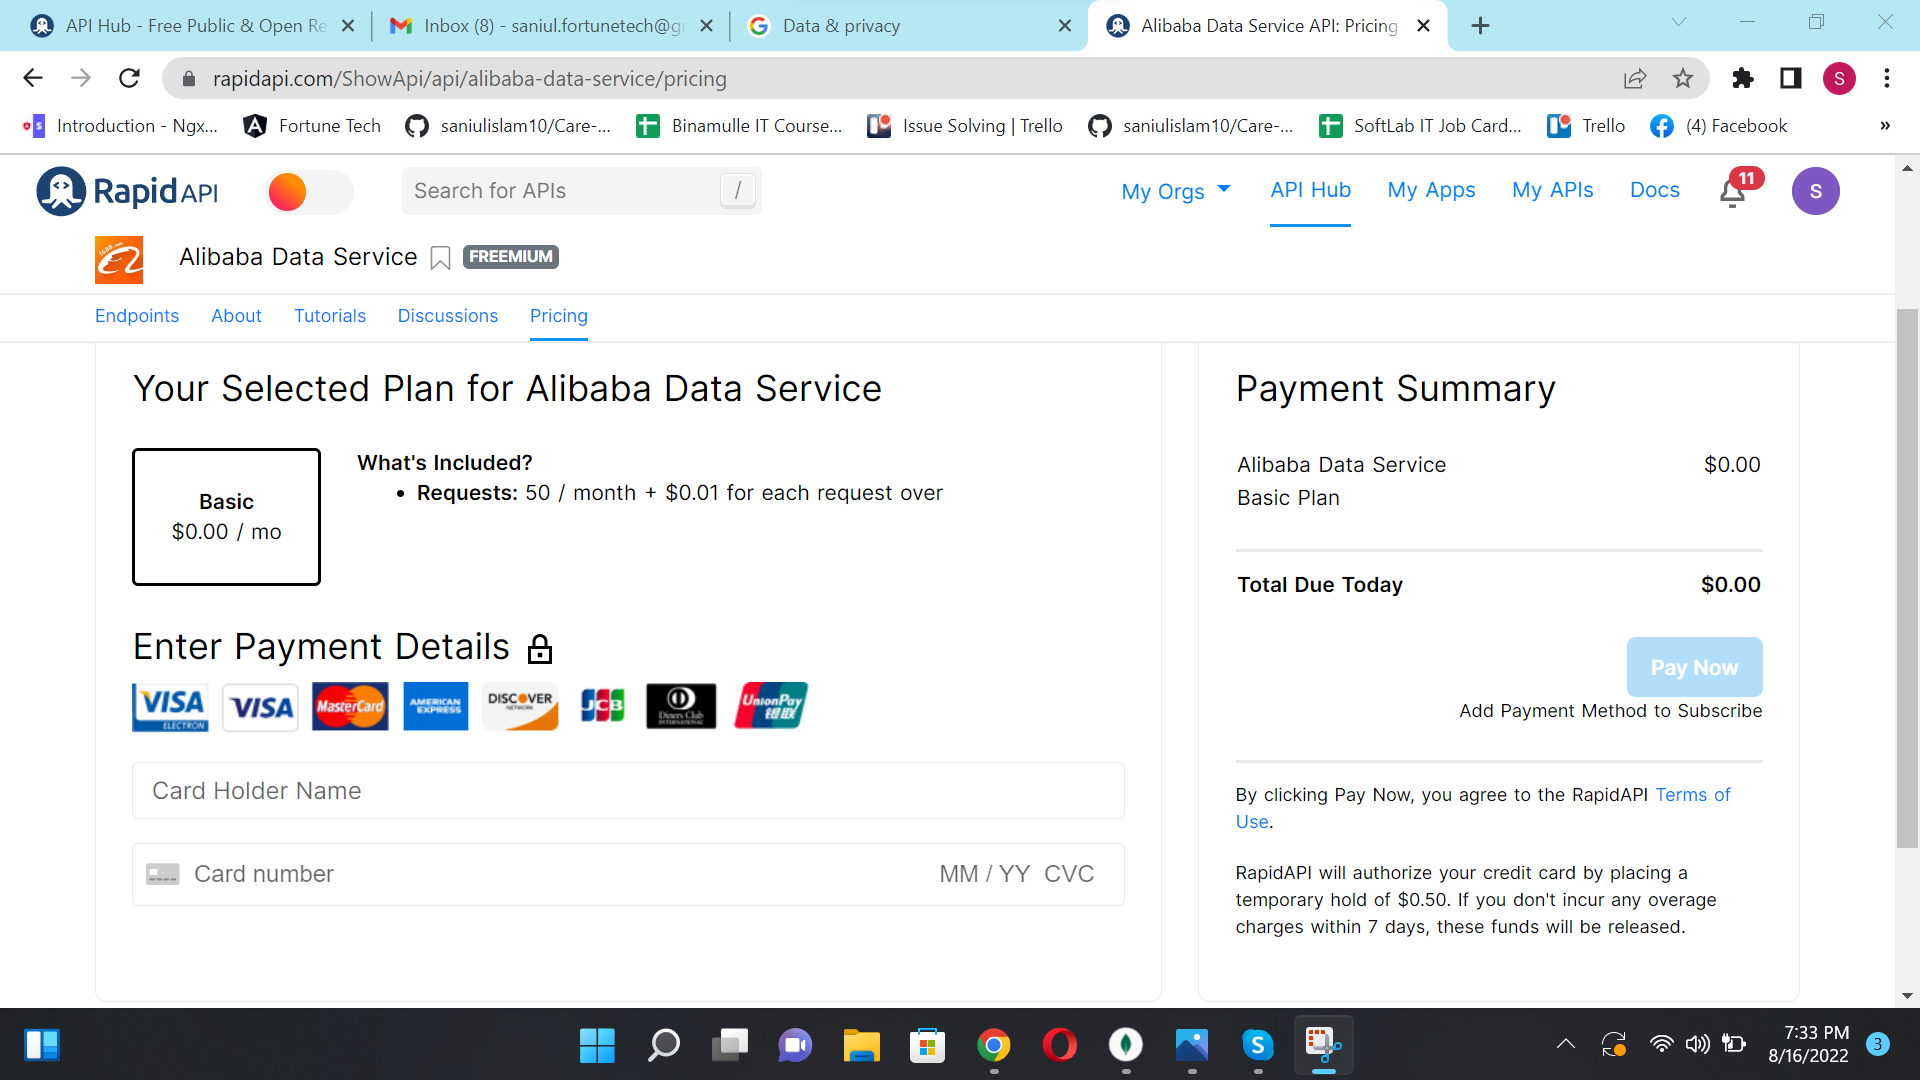 API Hub - Free Public & Open Re
Inbox (8) - saniul.fortunetech@g
Data & privacy
Alibaba Data Service API: Pricing
rapidapi.com/ShowApi/api/alibaba-data-service/pricing
S
Introduction - Ngx...
Fortune Tech
saniulislam10/Care-...
Binamulle IT Course...
Issue Solving | Trello
saniulislam10/Care-...
SoftLab IT Job Card...
Trello
(4) Facebook
»
Rapid API
Search for APIs
/
My Orgs
API Hub
My Apps
My APIs
Docs
11
S
Alibaba Data Service
FREEMIUM
Endpoints
About
Tutorials
Discussions
Pricing
Your Selected Plan for Alibaba Data Service
Basic
$0.00 / mo
What's Included?
• Requests: 50 / month + $0.01 for each request over
Enter Payment Details
VISA
ELECTRON
VISA
MasterCard
AMERICAN
EXPRESS
DISCOVER
NETWORK
JCB
Diners Club
INTERNATIONAL
UnionPay
银联
Card Holder Name
Card number
MM / YY CVC
Payment Summary
Alibaba Data Service
$0.00
Basic Plan
Total Due Today
$0.00
Pay Now
Add Payment Method to Subscribe
By clicking Pay Now, you agree to the RapidAPI Terms of
Use.
RapidAPI will authorize your credit card by placing a
temporary hold of $0.50. If you don't incur any overage
charges within 7 days, these funds will be released.
7:33 PM
8/16/2022
3